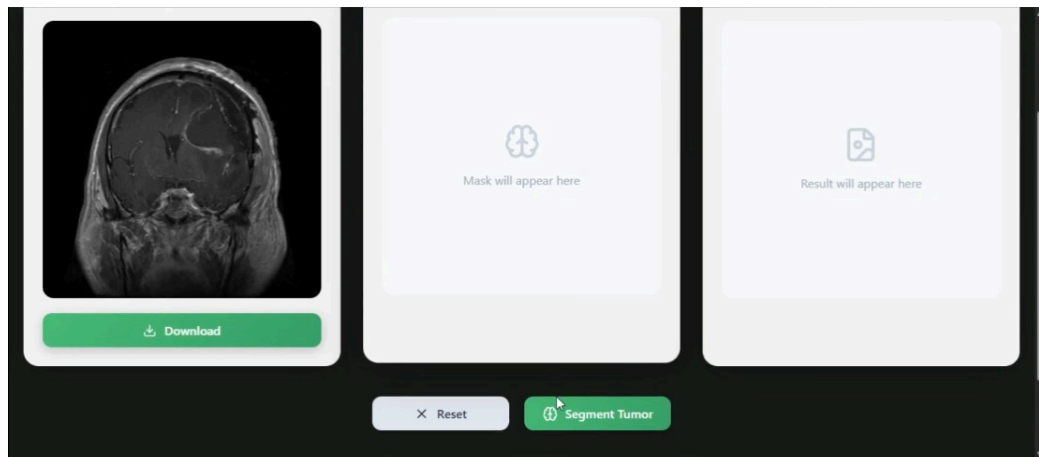 Mask will appear here
Result will appear here
Download
Reset
Segment Tumor